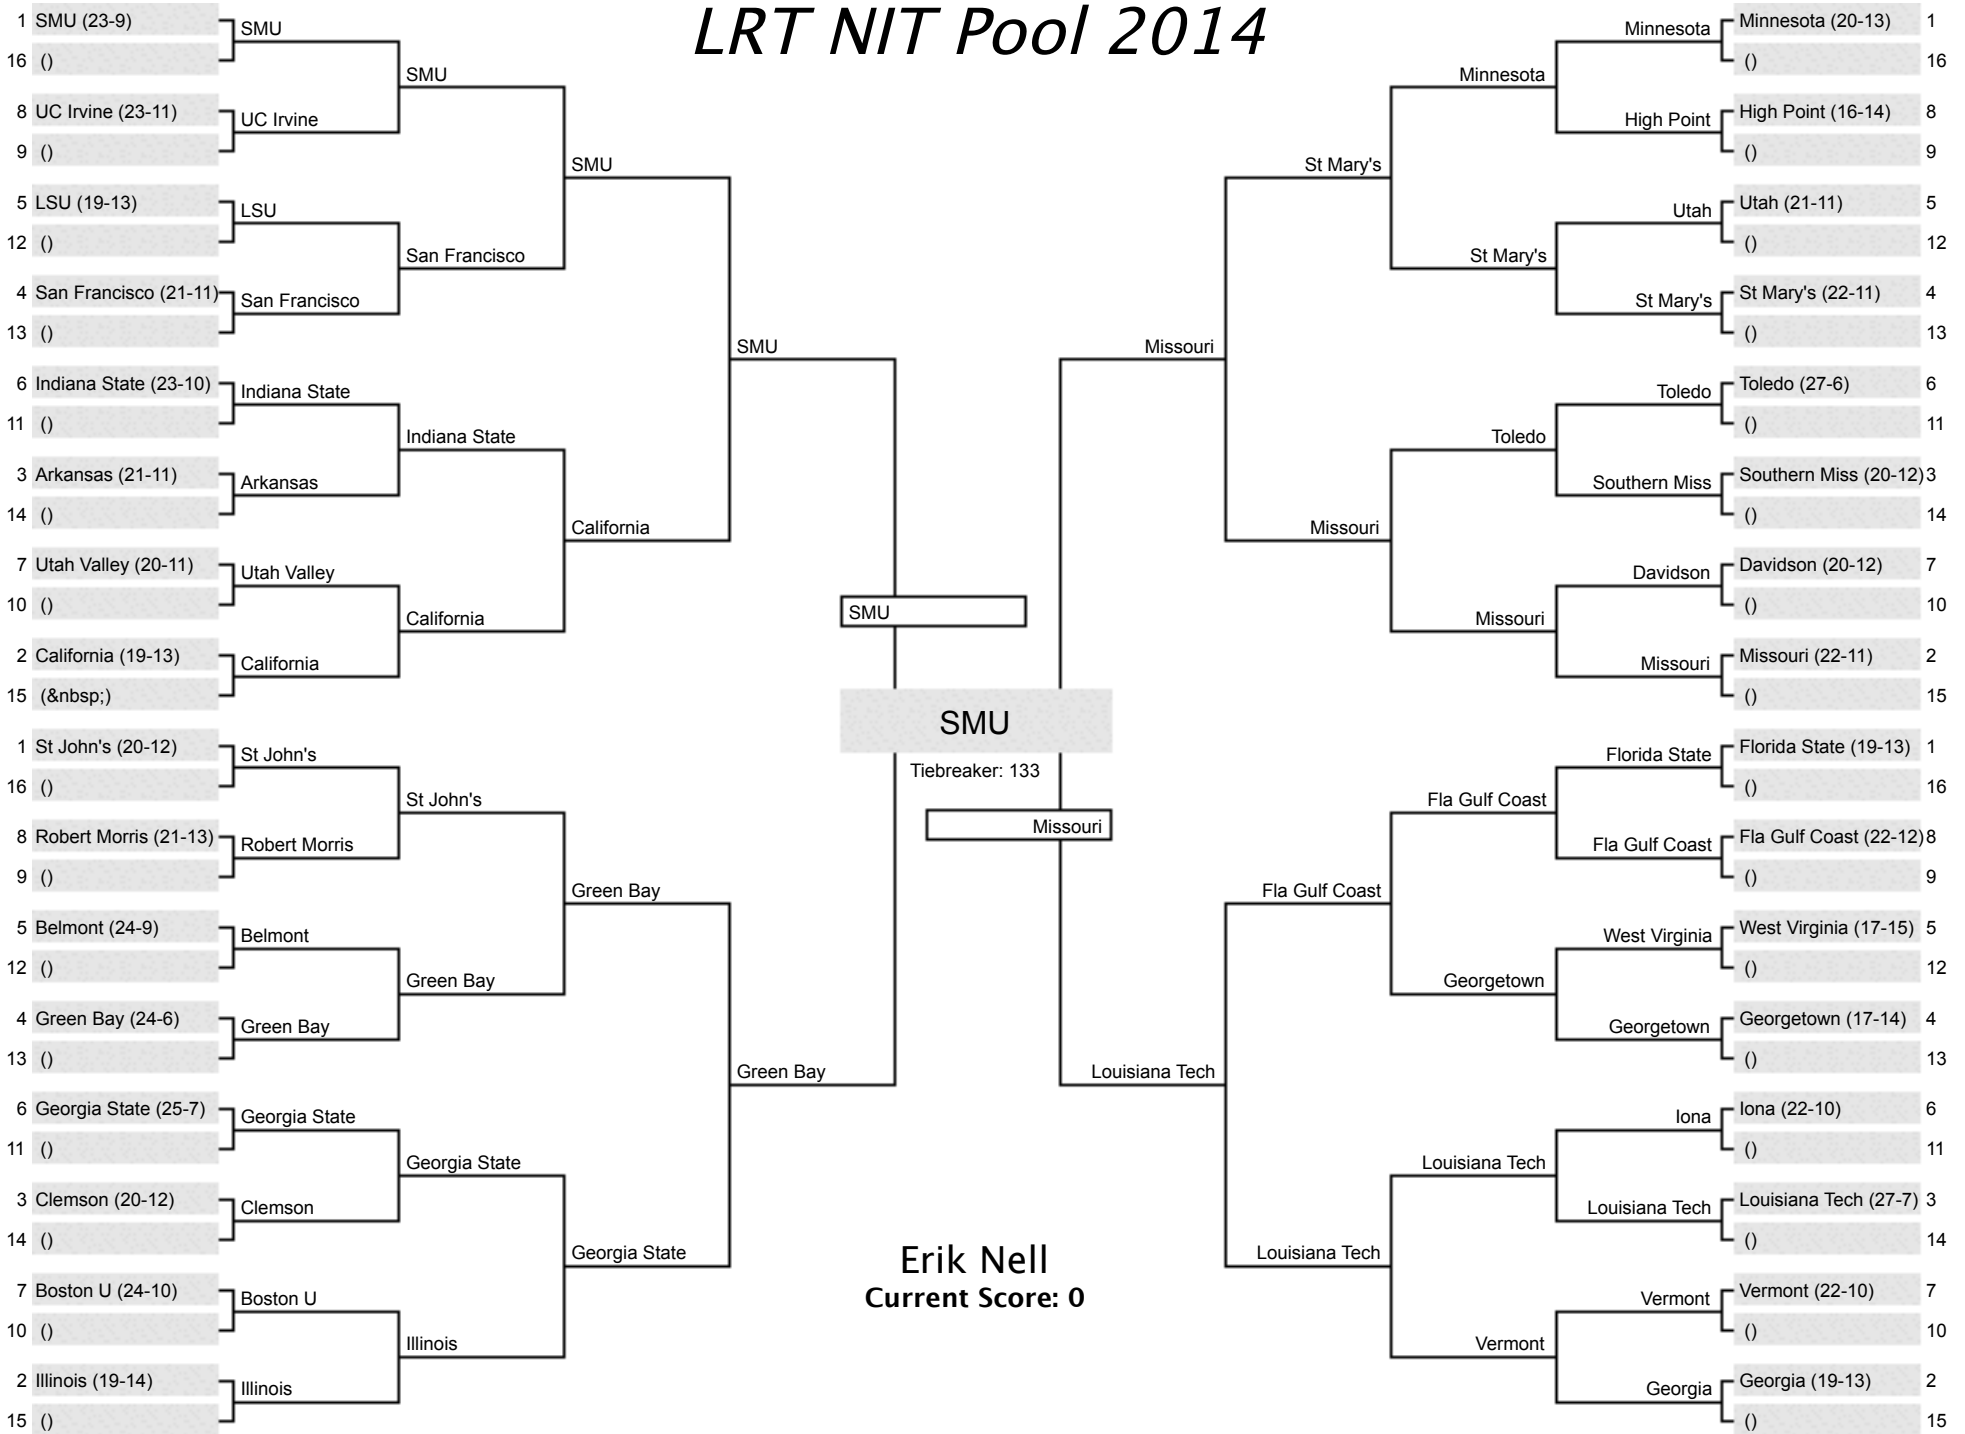 LRT NIT Pool 2014
1 SMU (23-9)
16 ()
8 UC Irvine (23-11)
9 ()
5 LSU (19-13)
12 ()
4 San Francisco (21-11)
13 ()
6 Indiana State (23-10)
11 ()
3 Arkansas (21-11)
14 ()
7 Utah Valley (20-11)
10 ()
2 California (19-13)
15 (&nbsp;)
1 St John's (20-12)
16 ()
8 Robert Morris (21-13)
9 ()
5 Belmont (24-9)
12 ()
4 Green Bay (24-6)
13 ()
6 Georgia State (25-7)
11 ()
3 Clemson (20-12)
14 ()
7 Boston U (24-10)
10 ()
2 Illinois (19-14)
15 ()
SMU
UC Irvine
LSU
San Francisco
Indiana State
Arkansas
Utah Valley
California
St John's
Robert Morris
Belmont
Green Bay
Georgia State
Clemson
Boston U
Illinois
SMU
San Francisco
Indiana State
California
St John's
Green Bay
Georgia State
Illinois
SMU
California
Green Bay
Georgia State
SMU
Green Bay
SMU
SMU
Tiebreaker: 133
Missouri
Erik Nell
Current Score: 0
Missouri
Louisiana Tech
St Mary's
Missouri
Fla Gulf Coast
Louisiana Tech
Minnesota
St Mary's
Toledo
Missouri
Fla Gulf Coast
Georgetown
Louisiana Tech
Vermont
Minnesota
High Point
Utah
St Mary's
Toledo
Southern Miss
Davidson
Missouri
Florida State
Fla Gulf Coast
West Virginia
Georgetown
Iona
Louisiana Tech
Vermont
Georgia
Minnesota (20-13) 1
() 16
High Point (16-14) 8
() 9
Utah (21-11) 5
() 12
St Mary's (22-11) 4
() 13
Toledo (27-6) 6
() 11
Southern Miss (20-12) 3
() 14
Davidson (20-12) 7
() 10
Missouri (22-11) 2
() 15
Florida State (19-13) 1
() 16
Fla Gulf Coast (22-12) 8
() 9
West Virginia (17-15) 5
() 12
Georgetown (17-14) 4
() 13
Iona (22-10) 6
() 11
Louisiana Tech (27-7) 3
() 14
Vermont (22-10) 7
() 10
Georgia (19-13) 2
() 15